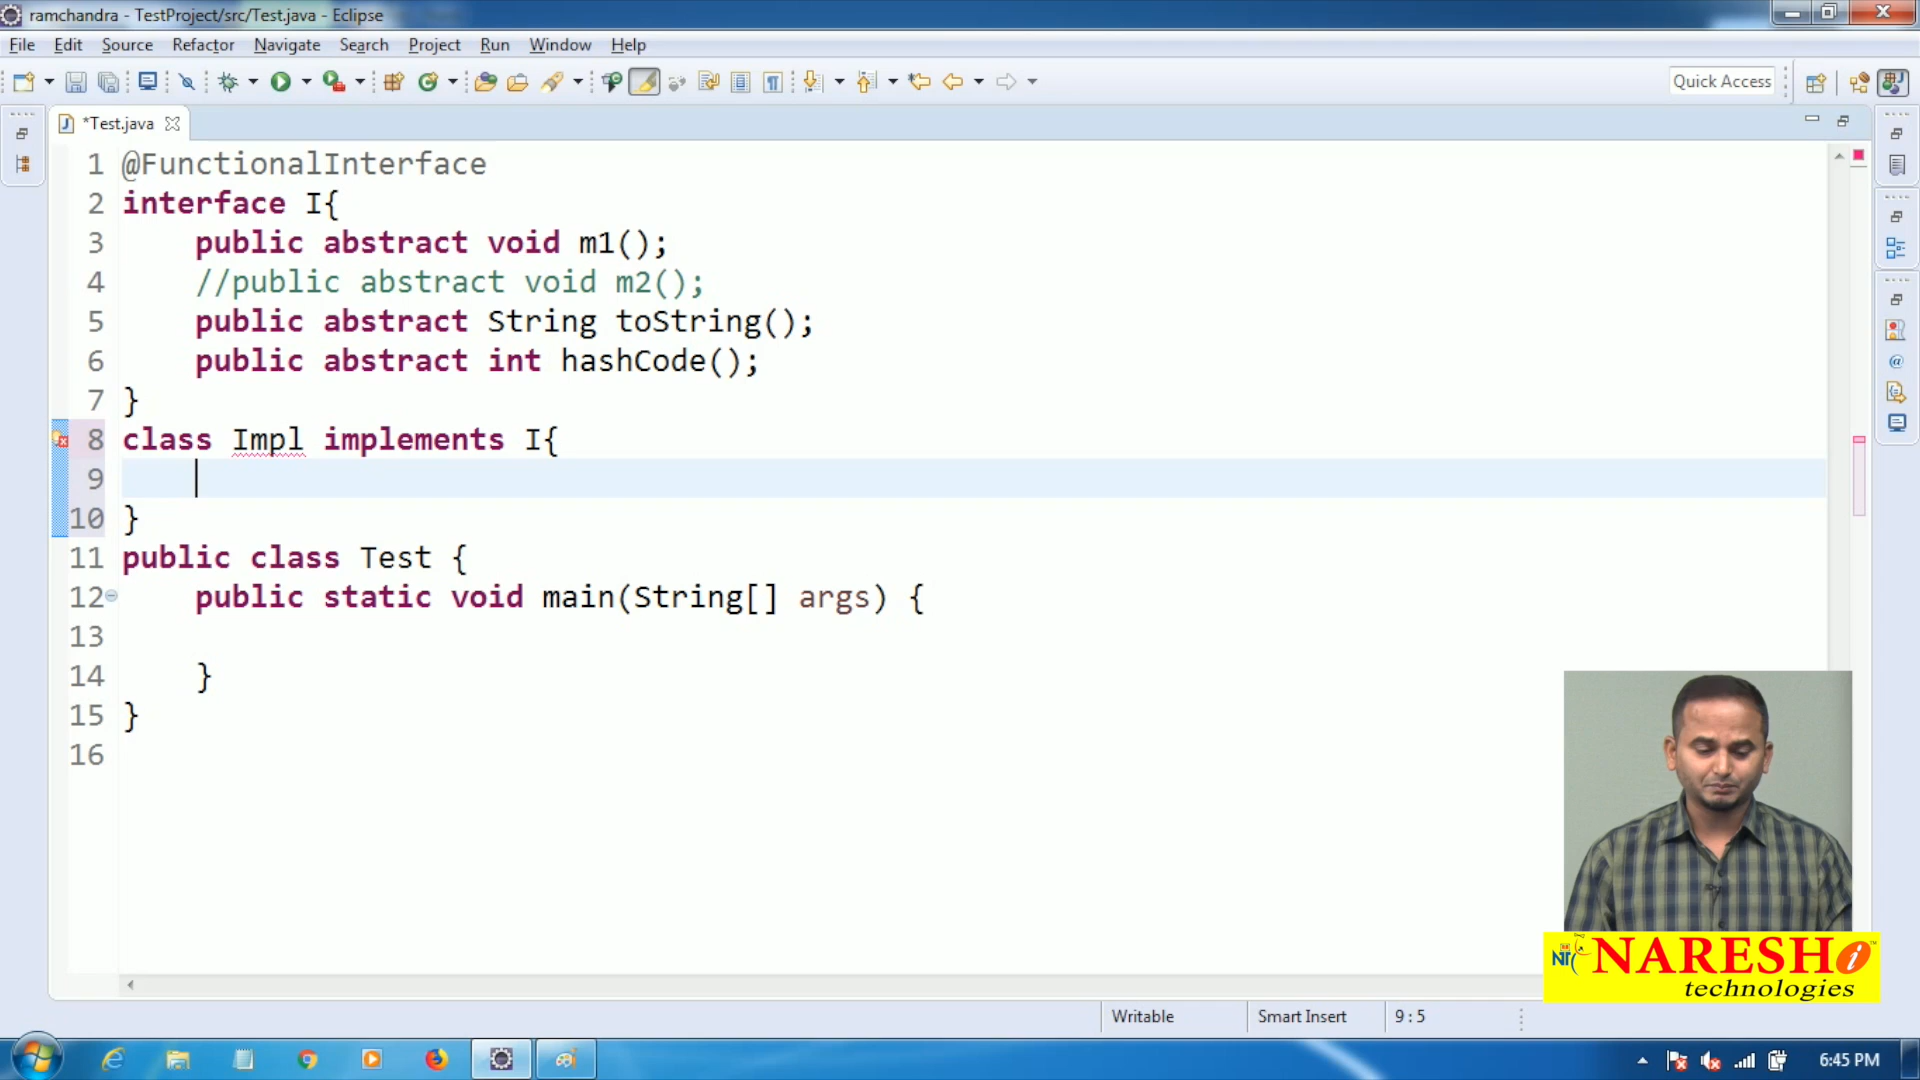 ramchandra - TestProject/src/Test.java - Eclipse
File Edit Source Refactor Navigate Search Project Run Window Help
Quick Access
*Test.java
1 @FunctionalInterface
2 interface I{
3 public abstract void m1();
4 //public abstract void m2();
5 public abstract String toString();
6 public abstract int hashCode();
7 }
8 class Impl implements I{
9
10 }
11 public class Test {
12 public static void main(String[] args) {
13
14 }
15 }
16
NARESH i
technologies
Writable Smart Insert 9 : 5
6:45 PM